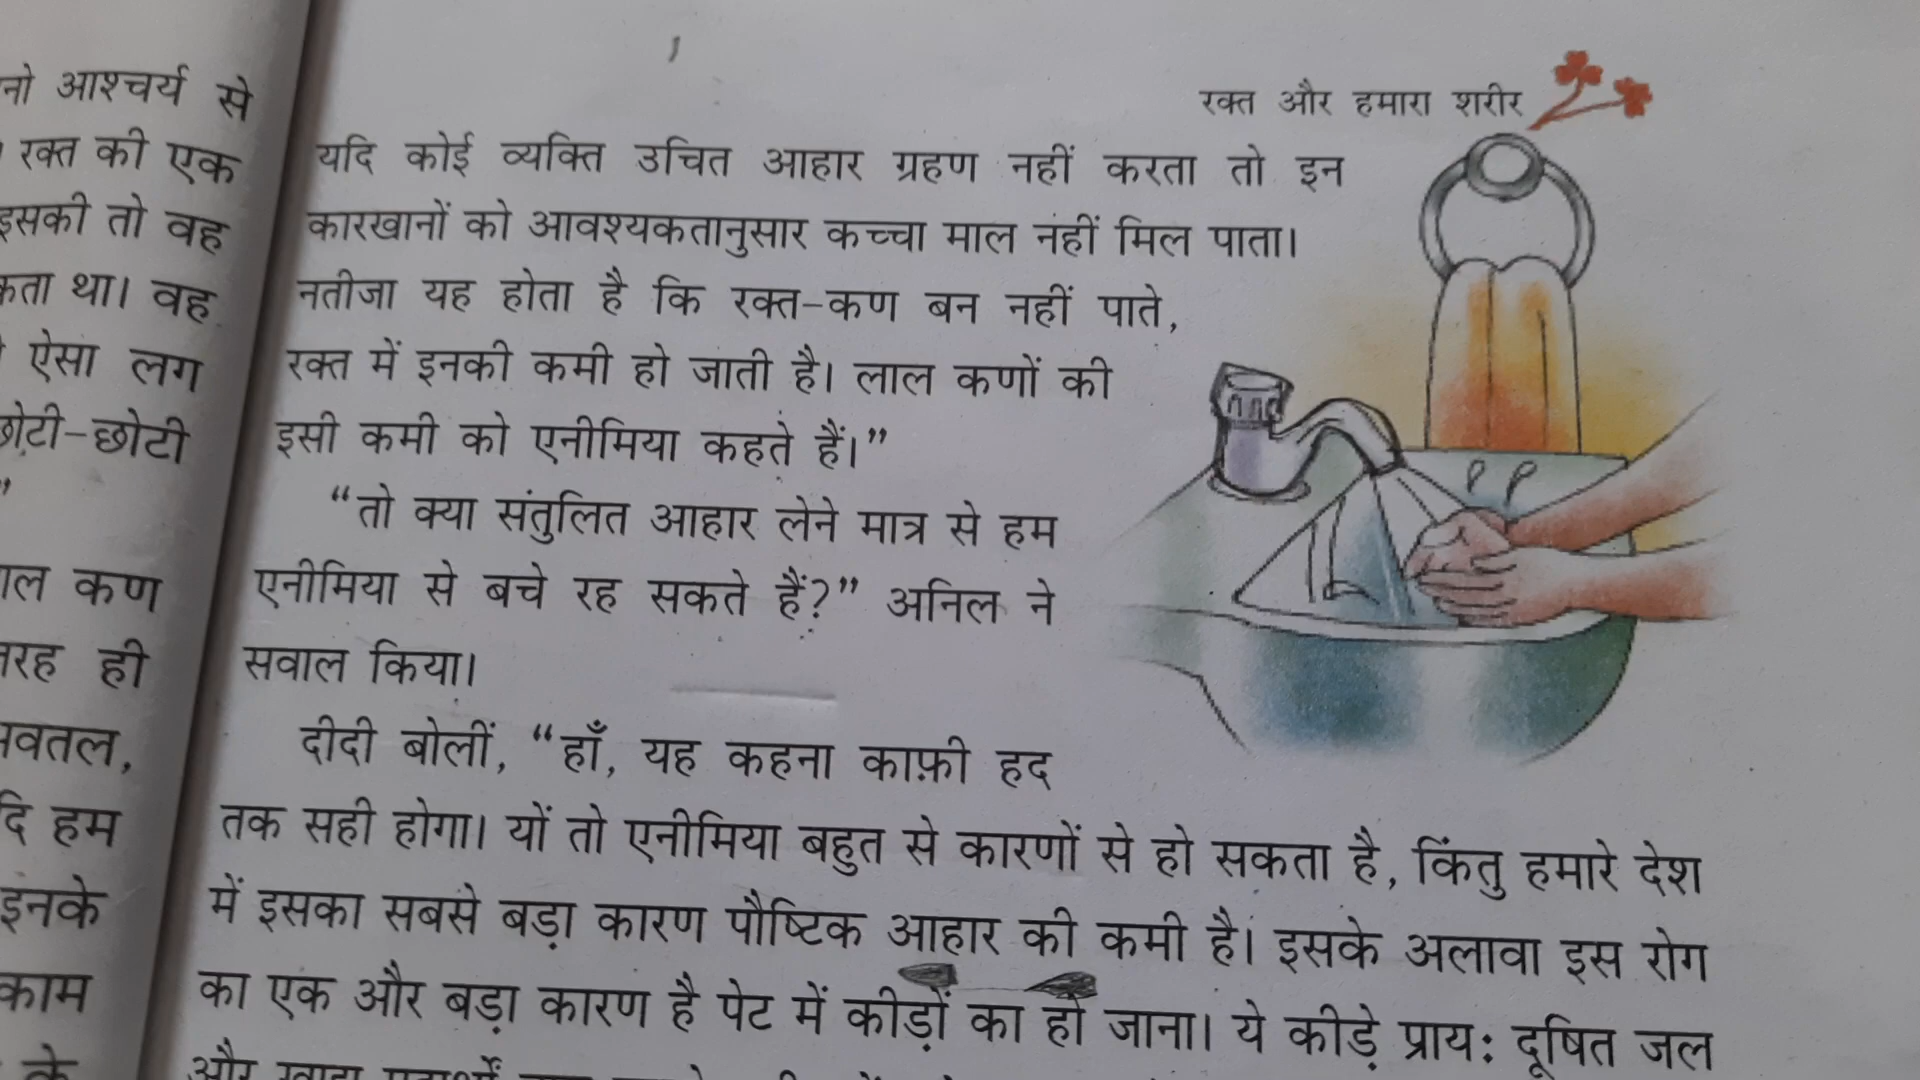 आश्चर्य से
रक्त की एक
इसकी तो वह
था। वह
ऐसा लग
छोटी-छोटी
”
कण
ही
हम
इनके
काम
के
रक्त और हमारा शरीर
यदि कोई व्यक्ति उचित आहार ग्रहण नहीं करता तो इन
कारखानों को आवश्यकतानुसार कच्चा माल नहीं मिल पाता।
नतीजा यह होता है कि रक्त-कण बन नहीं पाते,
रक्त में इनकी कमी हो जाती है। लाल कणों की
इसी कमी को एनीमिया कहते हैं।”
“तो क्या संतुलित आहार लेने मात्र से हम
एनीमिया से बचे रह सकते हैं?” अनिल ने
सवाल किया।
दीदी बोलीं, “हाँ, यह कहना काफ़ी हद
तक सही होगा। यों तो एनीमिया बहुत से कारणों से हो सकता है, किंतु हमारे देश
में इसका सबसे बड़ा कारण पौष्टिक आहार की कमी है। इसके अलावा इस रोग
का एक और बड़ा कारण है पेट में कीड़ों का हो जाना। ये कीड़े प्राय: दूषित जल
और